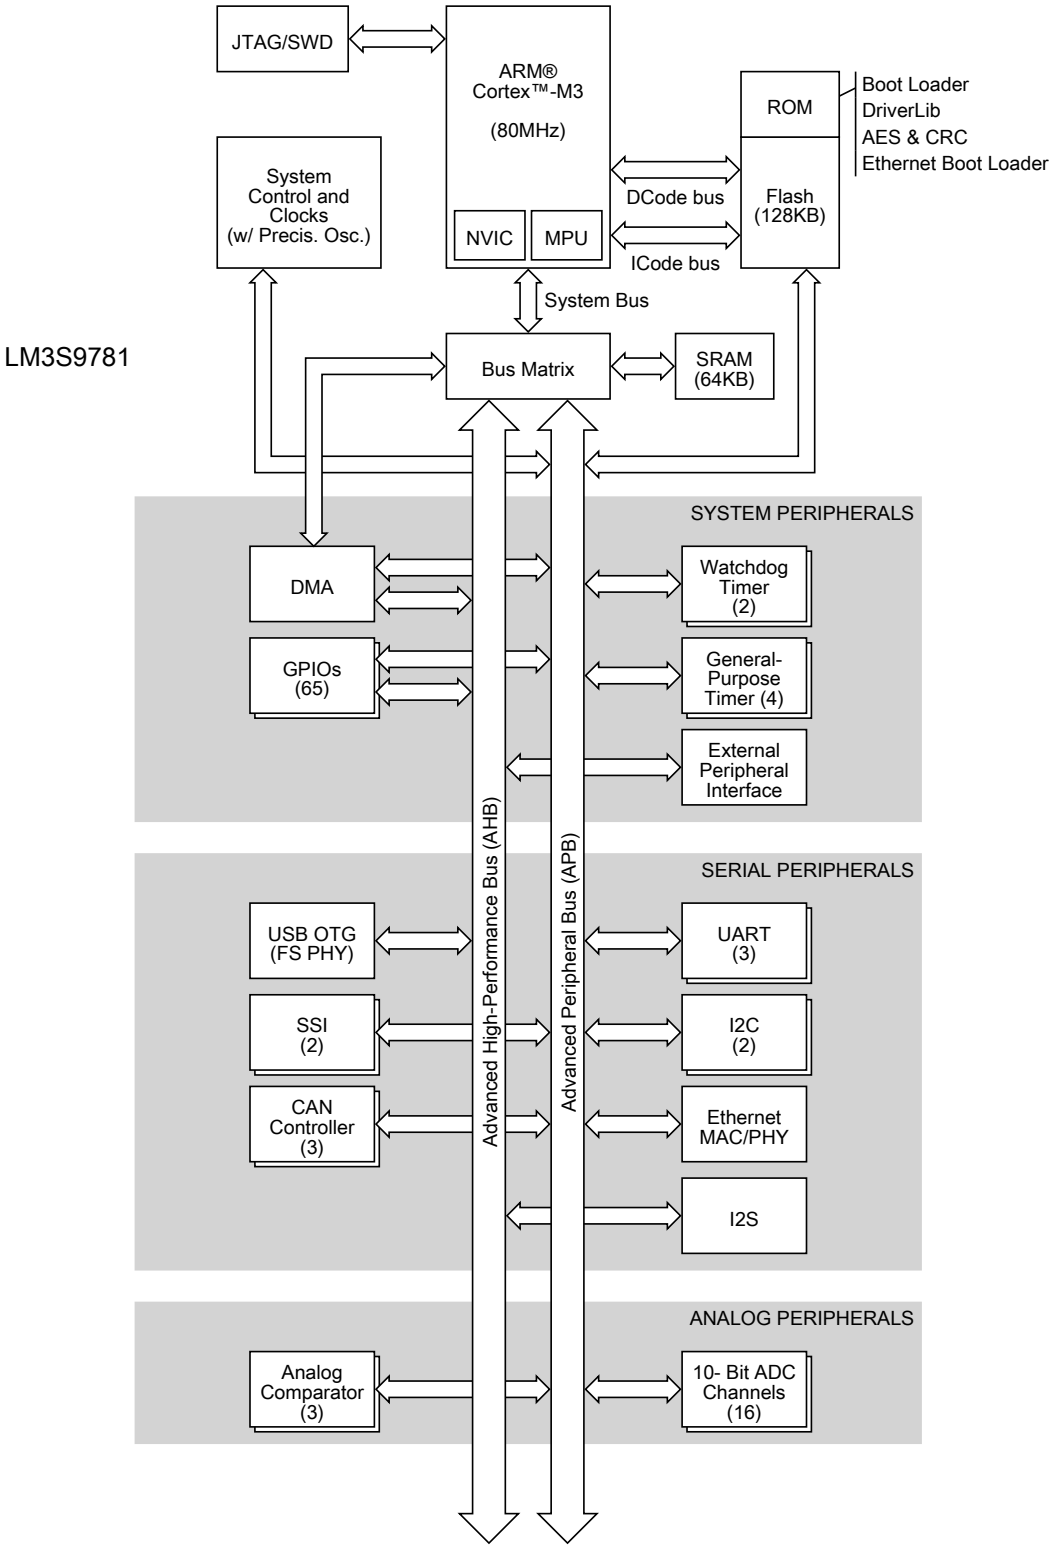 JTAG/SWD
ARM®
Cortex™-M3
(80MHz)
NVIC
MPU
ROM
Flash
(128KB)
Boot Loader
DriverLib
AES & CRC
Ethernet Boot Loader
System
Control and
Clocks
(w/ Precis. Osc.)
DCode bus
ICode bus
System Bus
LM3S9781
Bus Matrix
SRAM
(64KB)
SYSTEM PERIPHERALS
DMA
Watchdog
Timer
(2)
GPIOs
(65)
General-
Purpose
Timer (4)
External
Peripheral
Interface
Advanced High-Performance Bus (AHB)
Advanced Peripheral Bus (APB)
SERIAL PERIPHERALS
USB OTG
(FS PHY)
UART
(3)
SSI
(2)
I2C
(2)
CAN
Controller
(3)
Ethernet
MAC/PHY
I2S
ANALOG PERIPHERALS
Analog
Comparator
(3)
10- Bit ADC
Channels
(16)